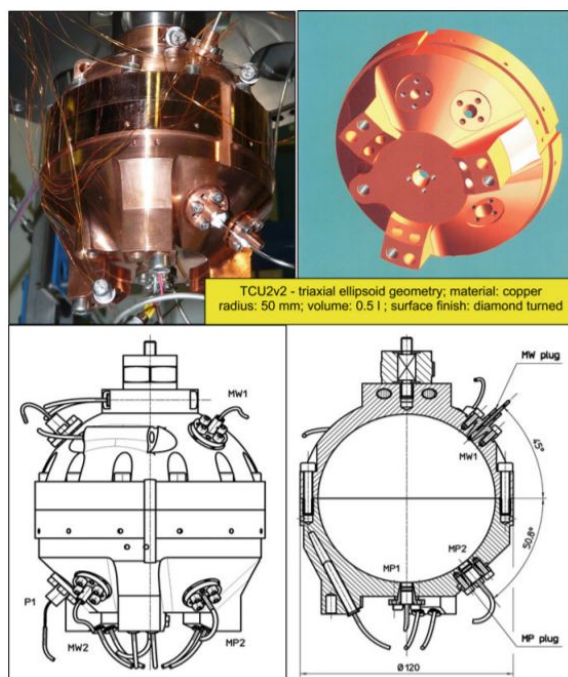 TCU2v2 - triaxial ellipsoid geometry; material: copper
radius: 50 mm; volume: 0.5 l ; surface finish: diamond turned
MW1
P1
MW2
MP2
MW plug
MW1
45°
50.8°
MP1
MP2
MP plug
Ø120